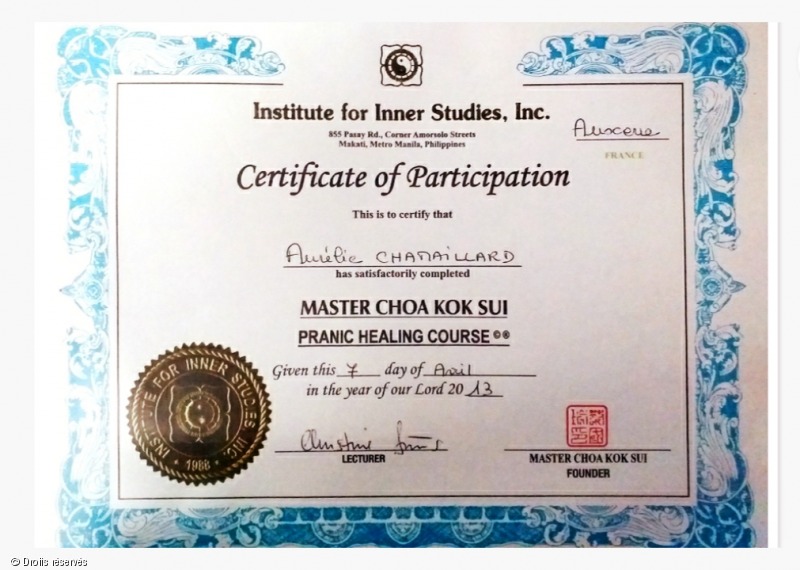 Institute for Inner Studies, Inc.
855 Pasay Rd., Corner Amorsolo Streets
Makati, Metro Manila, Philippines
Auxerre
FRANCE
Certificate of Participation
This is to certify that
Aurélie CHAMAILLARD
has satisfactorily completed
MASTER CHOA KOK SUI
PRANIC HEALING COURSE ©®
Given this 7 day of Avril
in the year of our Lord 20 13
INSTITUTE FOR INNER STUDIES, INC.
1988
Christine
LECTURER
MASTER CHOA KOK SUI
FOUNDER
© Droits réservés